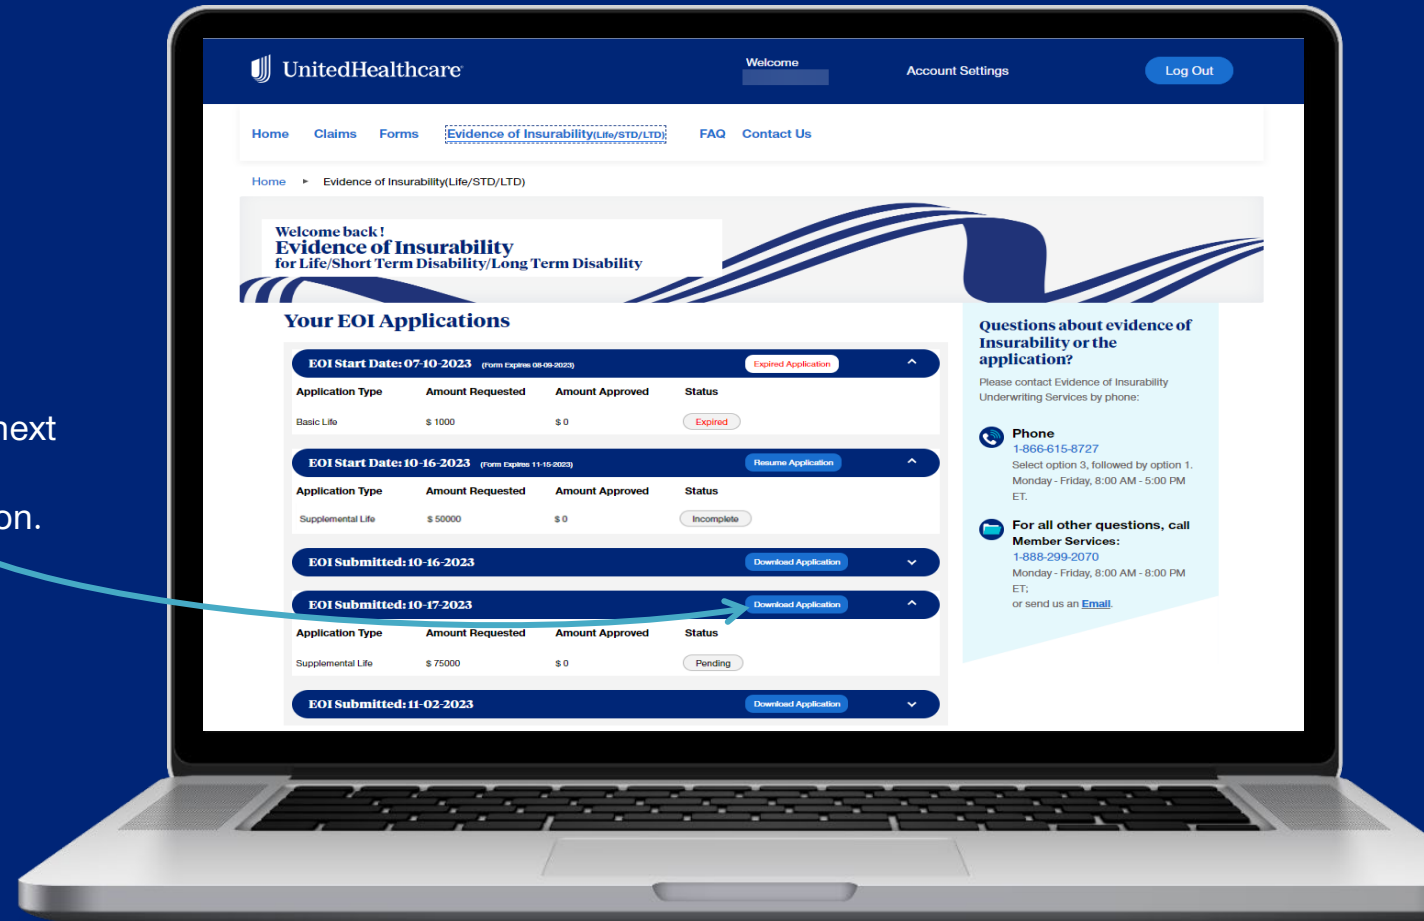 next
on.
UnitedHealthcare
Welcome
Account Settings
Log Out
Home Claims Forms Evidence of Insurability(Life/STD/LTD) FAQ Contact Us
Home ► Evidence of Insurability(Life/STD/LTD)
Welcome back !
Evidence of Insurability
for Life/Short Term Disability/Long Term Disability
Your EOI Applications
EOI Start Date: 07-10-2023 (Form Expires 08-09-2023) Expired Application
Application Type Amount Requested Amount Approved Status
Basic Life $ 1000 $ 0 Expired
EOI Start Date: 10-16-2023 (Form Expires 11-15-2023) Resume Application
Application Type Amount Requested Amount Approved Status
Supplemental Life $ 50000 $ 0 Incomplete
EOI Submitted: 10-16-2023 Download Application
EOI Submitted: 10-17-2023 Download Application
Application Type Amount Requested Amount Approved Status
Supplemental Life $ 75000 $ 0 Pending
EOI Submitted: 11-02-2023 Download Application
Questions about evidence of
Insurability or the
application?
Please contact Evidence of Insurability
Underwriting Services by phone:
Phone
1-866-615-8727
Select option 3, followed by option 1.
Monday - Friday, 8:00 AM - 5:00 PM
ET.
For all other questions, call
Member Services:
1-888-299-2070
Monday - Friday, 8:00 AM - 8:00 PM
ET;
or send us an Email.